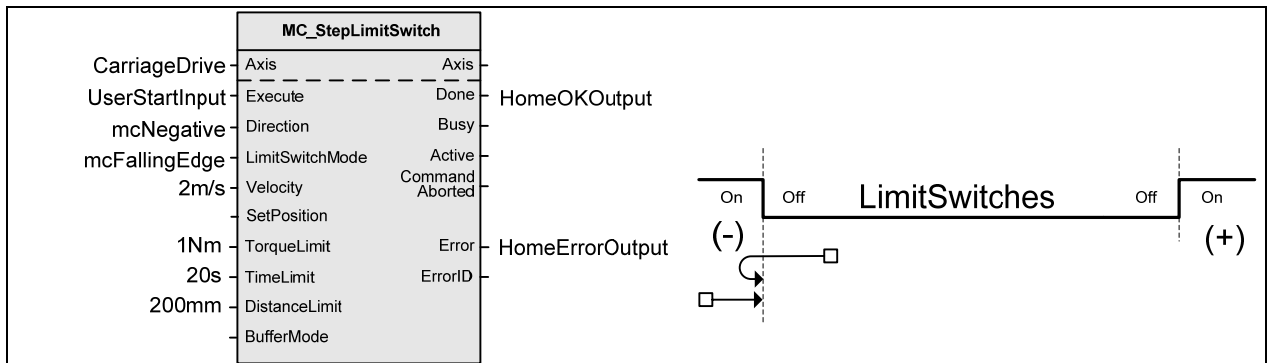 MC_StepLimitSwitch
CarriageDrive Axis Axis
UserStartInput Execute Done HomeOKOutput
mcNegative Direction Busy
mcFallingEdge LimitSwitchMode Active
2m/s Velocity Command Aborted
SetPosition
1Nm TorqueLimit Error HomeErrorOutput
20s TimeLimit ErrorID
200mm DistanceLimit
BufferMode
On Off LimitSwitches Off On
(-) (+)